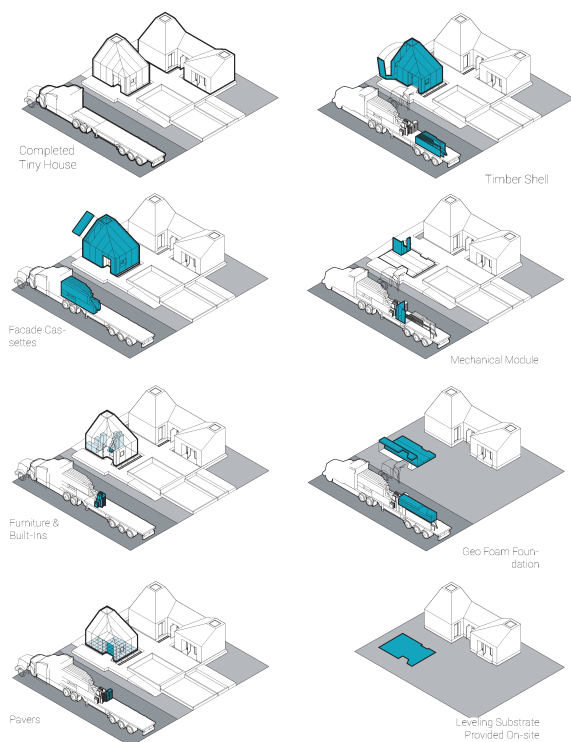 Completed
Tiny House
Timber Shell
Facade Cas-
settes
Mechanical Module
Furniture &
Built-Ins
Geo Foam Foun-
dation
Pavers
Leveling Substrate
Provided On-site